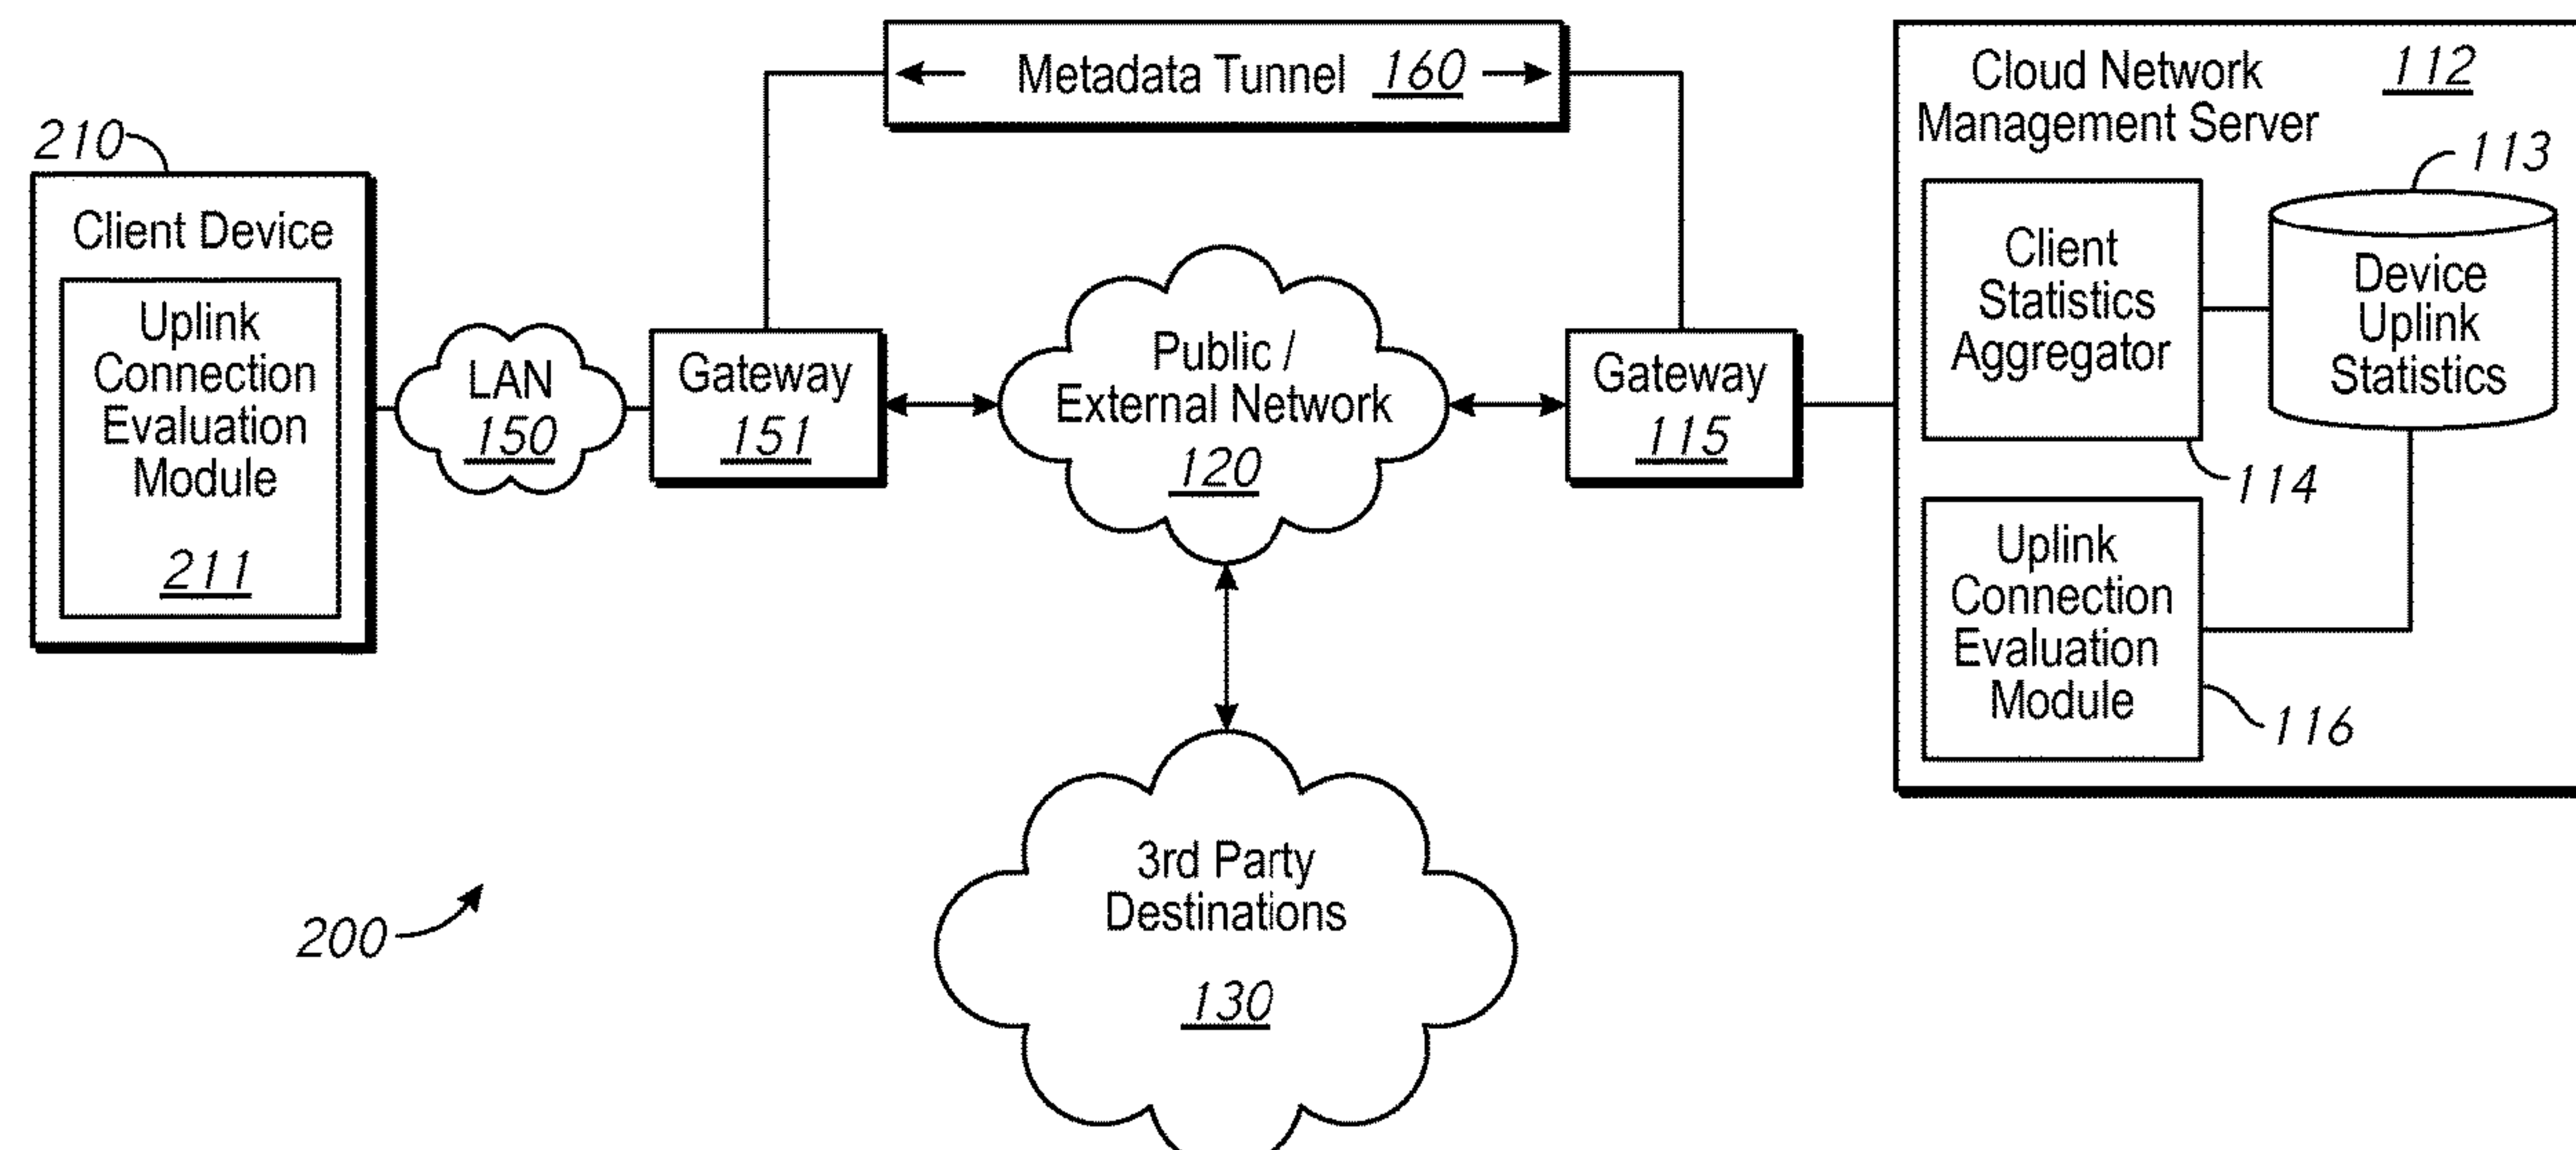 Metadata Tunnel 160
Cloud Network 112
Management Server
210
Client Device
Uplink
Connection
Evaluation
Module
211
LAN
150
Gateway
151
Public /
External Network
120
Gateway
115
Client
Statistics
Aggregator
114
113
Device
Uplink
Statistics
Uplink
Connection
Evaluation
Module
116
3rd Party
Destinations
130
200